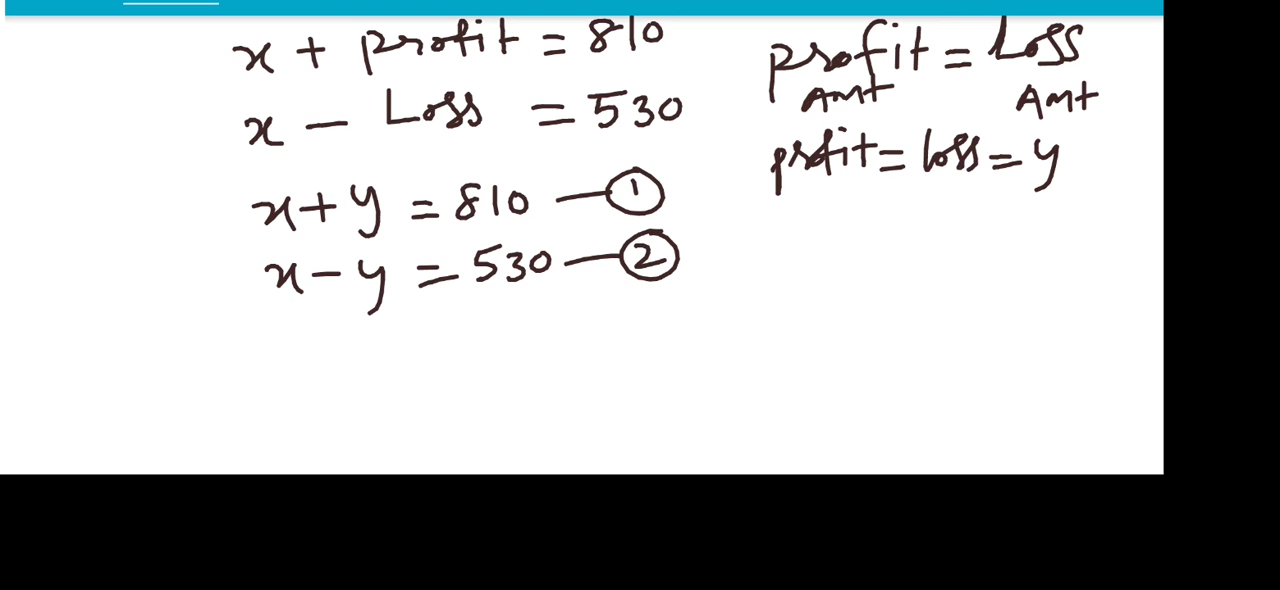 x + profit = 810
x - Loss = 530
x+y = 810 — 1
x-y = 530 — 2
profit = Loss
Amt Amt
profit = loss = y